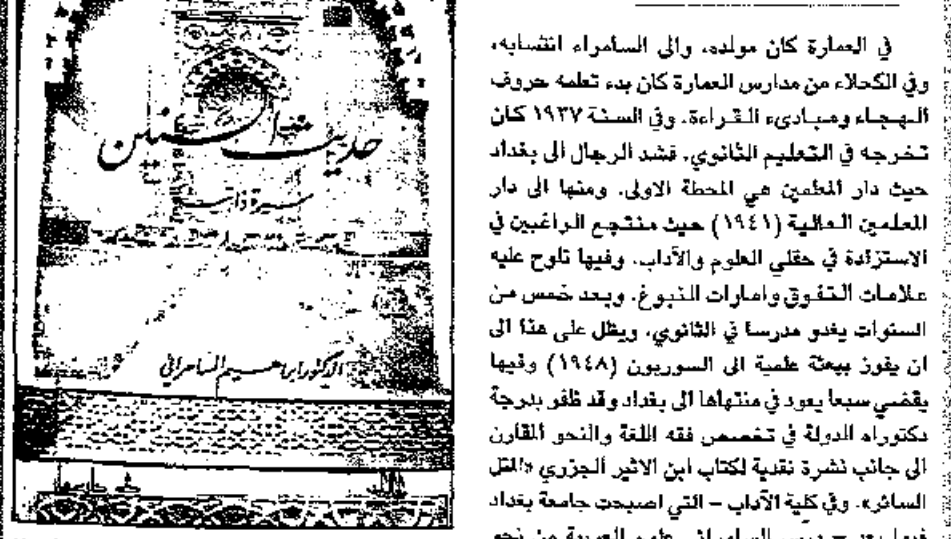 في العمارة كان مولده، والى السامراء انتسابه،
وفي الكحلاء من مدارس العمارة كان بدء تعلمه حروف
الهجاء ومبادىء القراءة. وفي السنة ١٩٣٧ كان
تخرجه في التعليم الثانوي، فشد الرحال الى بغداد
حيث دار المعلمين هي المحطة الاولى. ومنها الى دار
المعلمين العالية (١٩٤١) حيث منتجع الراغبين في
الاستزادة في حقلي العلوم والآداب. وفيها تلوح عليه
علامات التفوق وامارات النبوغ. وبعد خمس من
السنوات يغدو مدرسا في الثانوي، ويظل على هذا الى
ان يفوز ببعثة علمية الى السوربون (١٩٤٨) وفيها
يقضي سبعا يعود في منتهاها الى بغداد وقد ظفر بدرجة
دكتوراه الدولة في تخصص فقه اللغة والنحو المقارن
الى جانب نشرة نقدية لكتاب ابن الاثير الجزري «المثل
السائر». وفي كلية الآداب – التي اصبحت جامعة بغداد
حديث السنين
سيرة ذاتية
الدكتور ابراهيم السامرائي